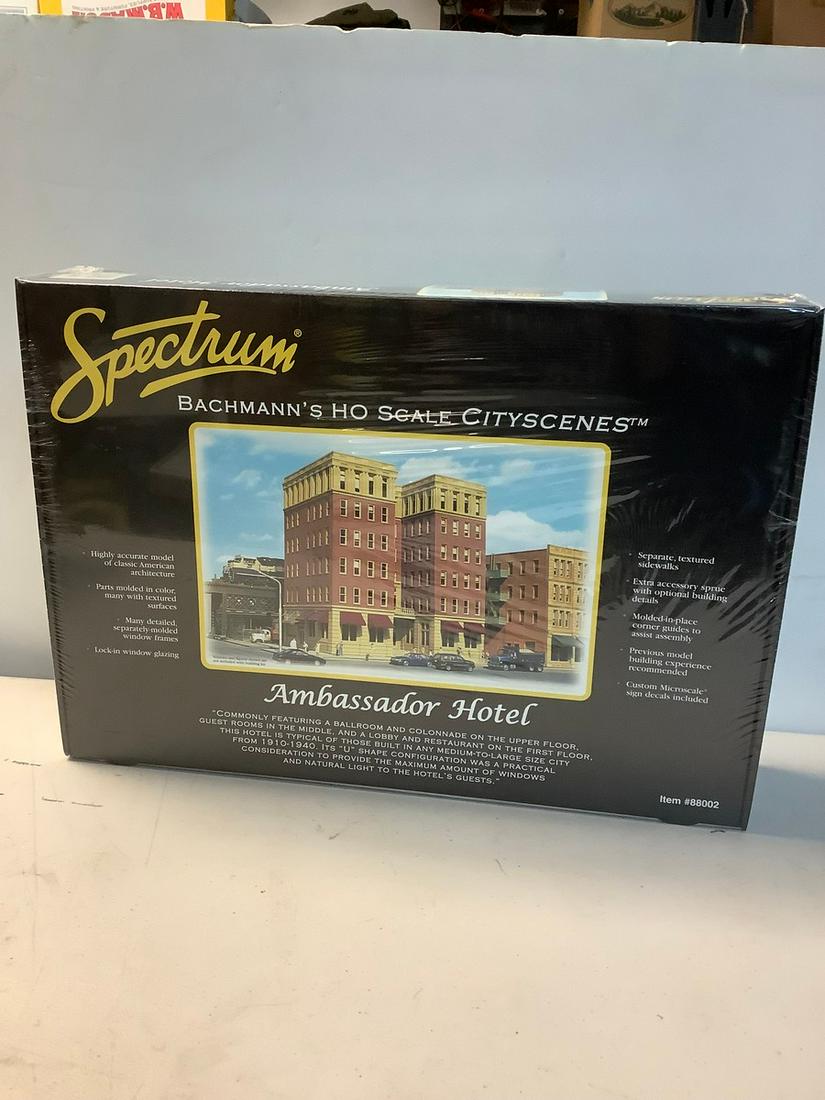 Spectrum®
BACHMANN'S HO SCALE CITYSCENES™
· Highly accurate model
of classic American
architecture
· Parts molded in color,
many with textured
surfaces
· Many detailed,
separately-molded
window frames
· Lock-in window glazing
· Separate, textured
sidewalks
· Extra accessory sprue
with optional building
details
· Molded-in-place
corner guides to
assist assembly
· Previous model
building experience
recommended
· Custom Microscale®
sign decals included
Ambassador Hotel
"COMMONLY FEATURING A BALLROOM AND COLONNADE ON THE UPPER FLOOR,
GUEST ROOMS IN THE MIDDLE, AND A LOBBY AND RESTAURANT ON THE FIRST FLOOR,
THIS HOTEL IS TYPICAL OF THOSE BUILT IN ANY MEDIUM-TO-LARGE SIZE CITY
FROM 1910-1940. ITS "U" SHAPE CONFIGURATION WAS A PRACTICAL
CONSIDERATION TO PROVIDE THE MAXIMUM AMOUNT OF WINDOWS
AND NATURAL LIGHT TO THE HOTEL'S GUESTS."
Item #88002